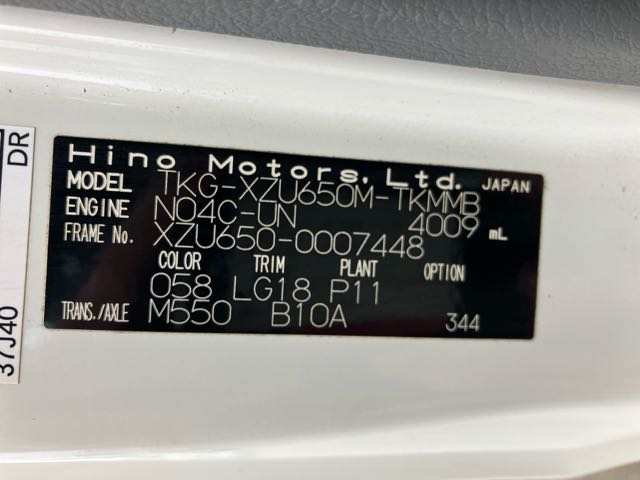 Hino Motors, Ltd. JAPAN
MODEL TKG-XZU650M-TKMMB
ENGINE N04C-UN 4009 mL
FRAME No. XZU650-0007448
COLOR TRIM PLANT OPTION
058 LG18 P11
TRANS./AXLE M550 B10A 344
DR
37J40